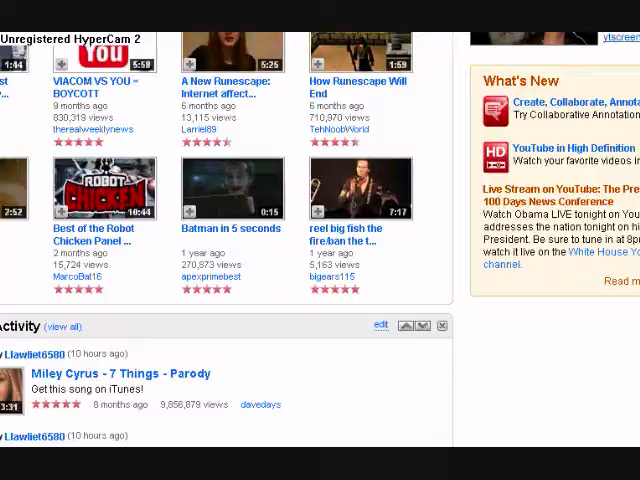 Unregistered HyperCam 2
1:44
You
5:58
5:25
1:59
VIACOM VS YOU =
BOYCOTT
9 months ago
830,319 views
therealweeklynews
A New Runescape:
Internet affect...
6 months ago
13,115 views
Larriel89
How Runescape Will
End
6 months ago
710,970 views
TehNoobWorld
2:52
ROBOT
CHICKEN
10:44
0:15
7:17
Best of the Robot
Chicken Panel ...
2 months ago
15,724 views
MarcoBat16
Batman in 5 seconds
1 year ago
270,873 views
apexprimebest
reel big fish the
fire/ban the t...
1 year ago
5,163 views
bigears115
Activity (view all)
edit
Llawliet6580 (10 hours ago)
Miley Cyrus - 7 Things - Parody
Get this song on iTunes!
3:31
8 months ago 9,856,879 views davedays
Llawliet6580 (10 hours ago)
ytscreen
What's New
Create, Collaborate, Annota
Try Collaborative Annotation
HD
YouTube in High Definition
Watch your favorite videos in
Live Stream on YouTube: The Pre
100 Days News Conference
Watch Obama LIVE tonight on You
addresses the nation tonight on hi
President. Be sure to tune in at 8p
watch it live on the White House Yo
channel.
Read m